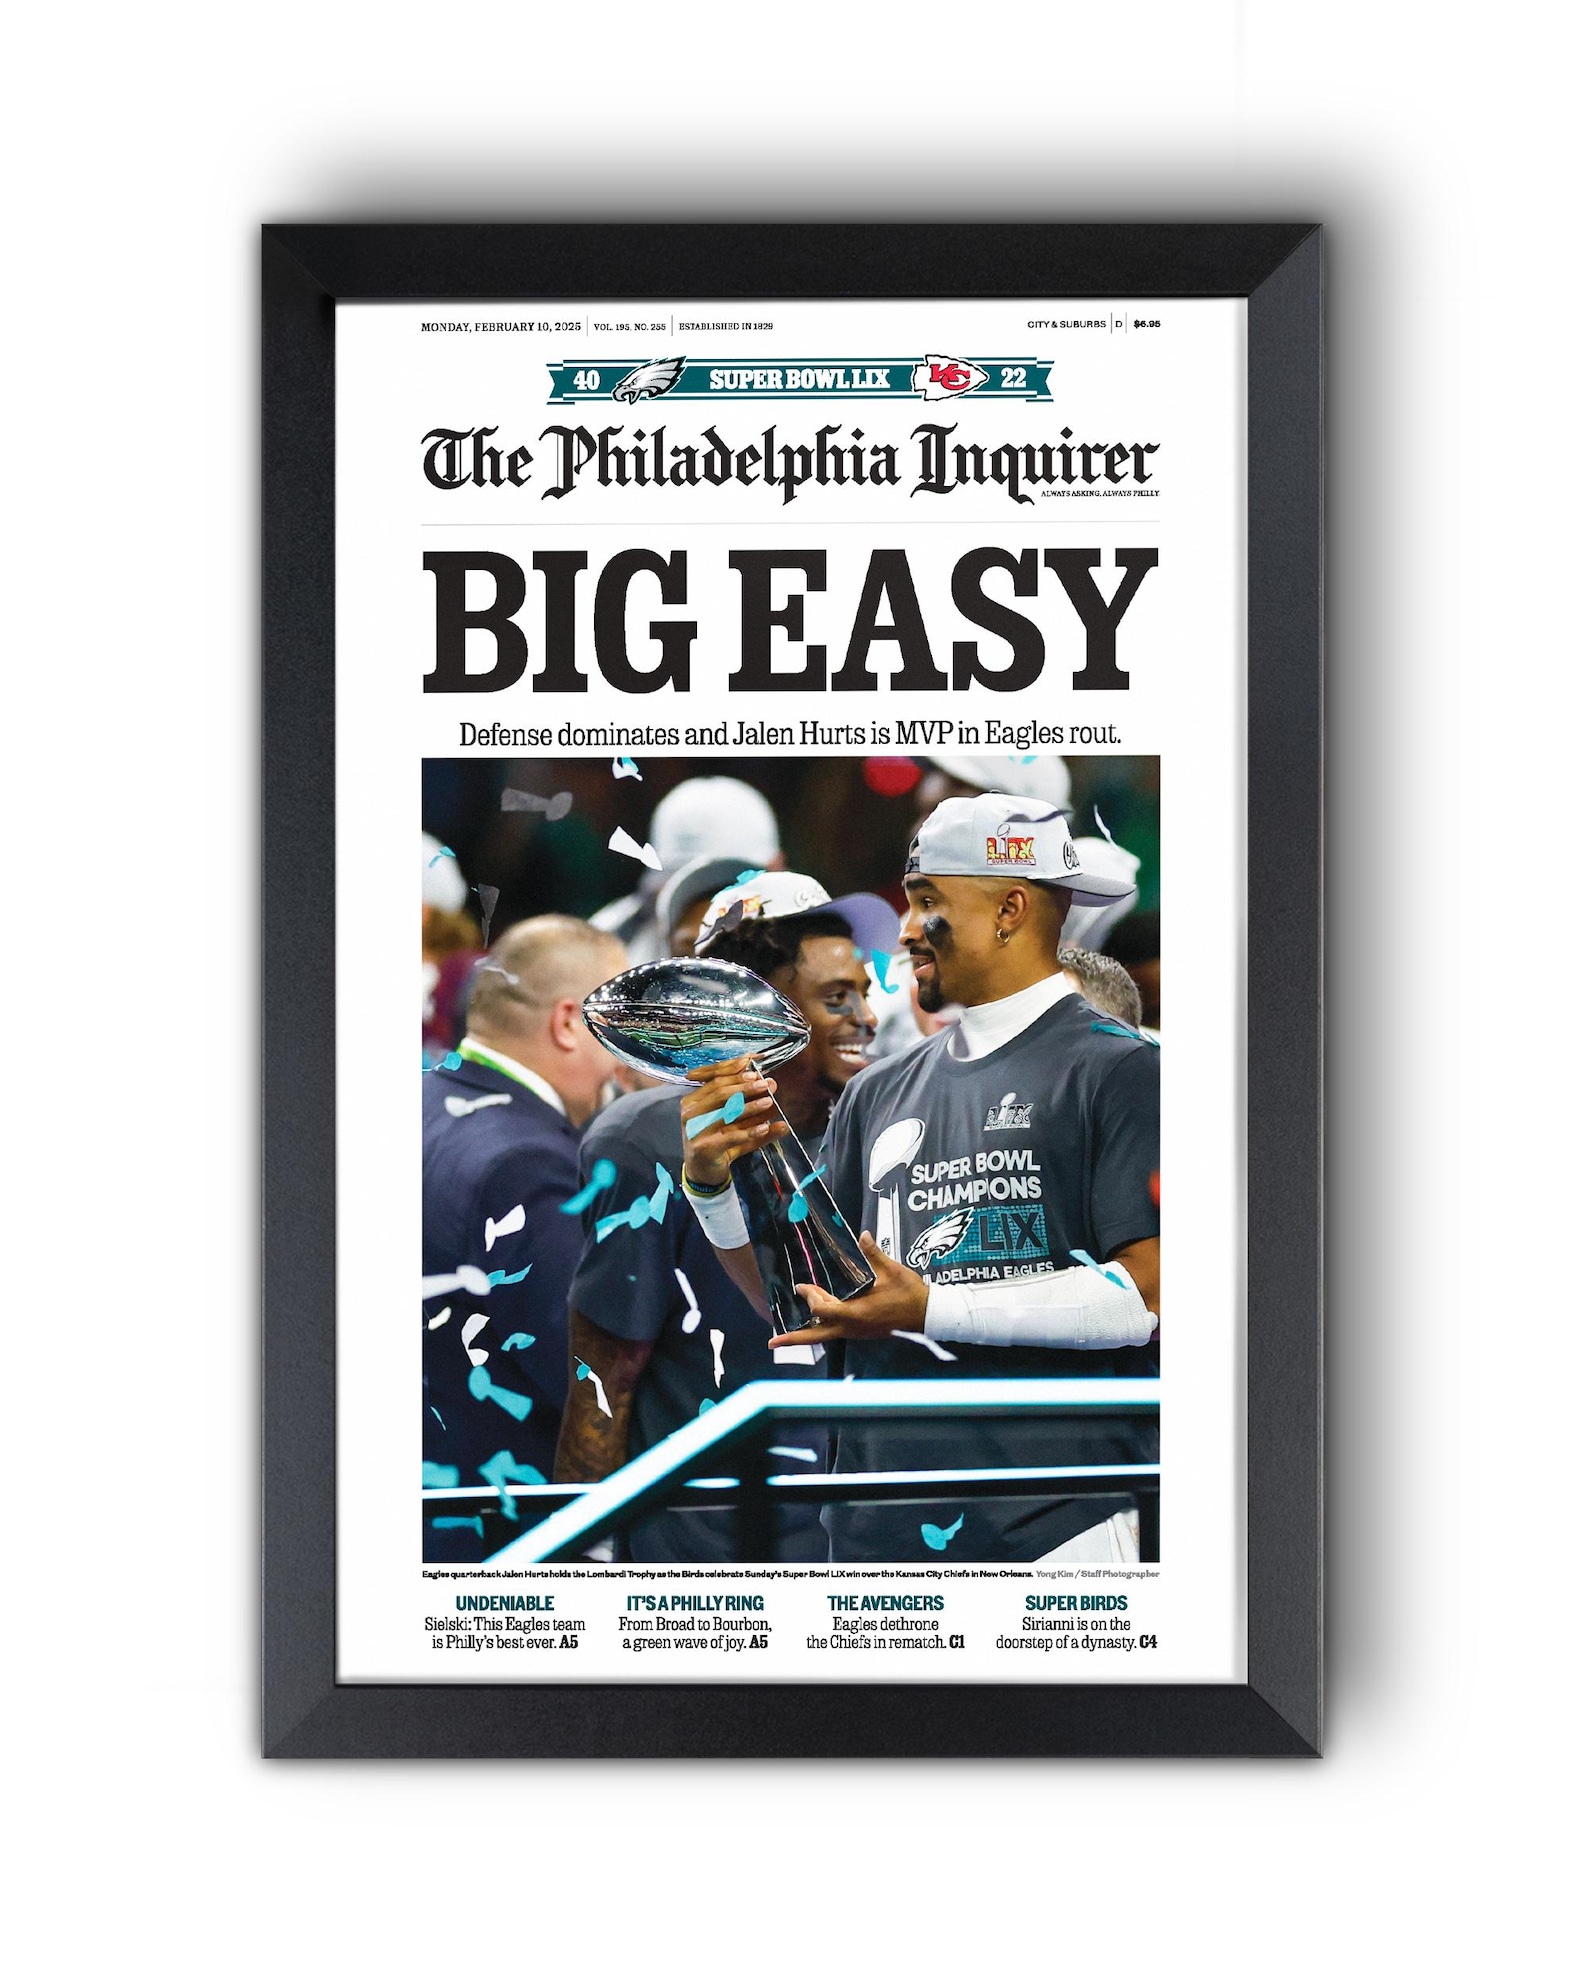 MONDAY, FEBRUARY 10, 2025 | VOL. 195, NO. 255 | ESTABLISHED IN 1829
CITY & SUBURBS | D | $6.95
40 SUPER BOWL LIX KC 22
The Philadelphia Inquirer
ALWAYS ASKING. ALWAYS PHILLY.
BIG EASY
Defense dominates and Jalen Hurts is MVP in Eagles rout.
LIX
SUPER BOWL
LIX
SUPER BOWL
CHAMPIONS
LIX
ILADELPHIA EAGLES
Eagles quarterback Jalen Hurts holds the Lombardi Trophy as the Birds celebrate Sunday's Super Bowl LIX win over the Kansas City Chiefs in New Orleans. Yong Kim / Staff Photographer
UNDENIABLE
Sielski: This Eagles team
is Philly's best ever. A5
IT'S A PHILLY RING
From Broad to Bourbon,
a green wave of joy. A5
THE AVENGERS
Eagles dethrone
the Chiefs in rematch. C1
SUPER BIRDS
Sirianni is on the
doorstep of a dynasty. C4